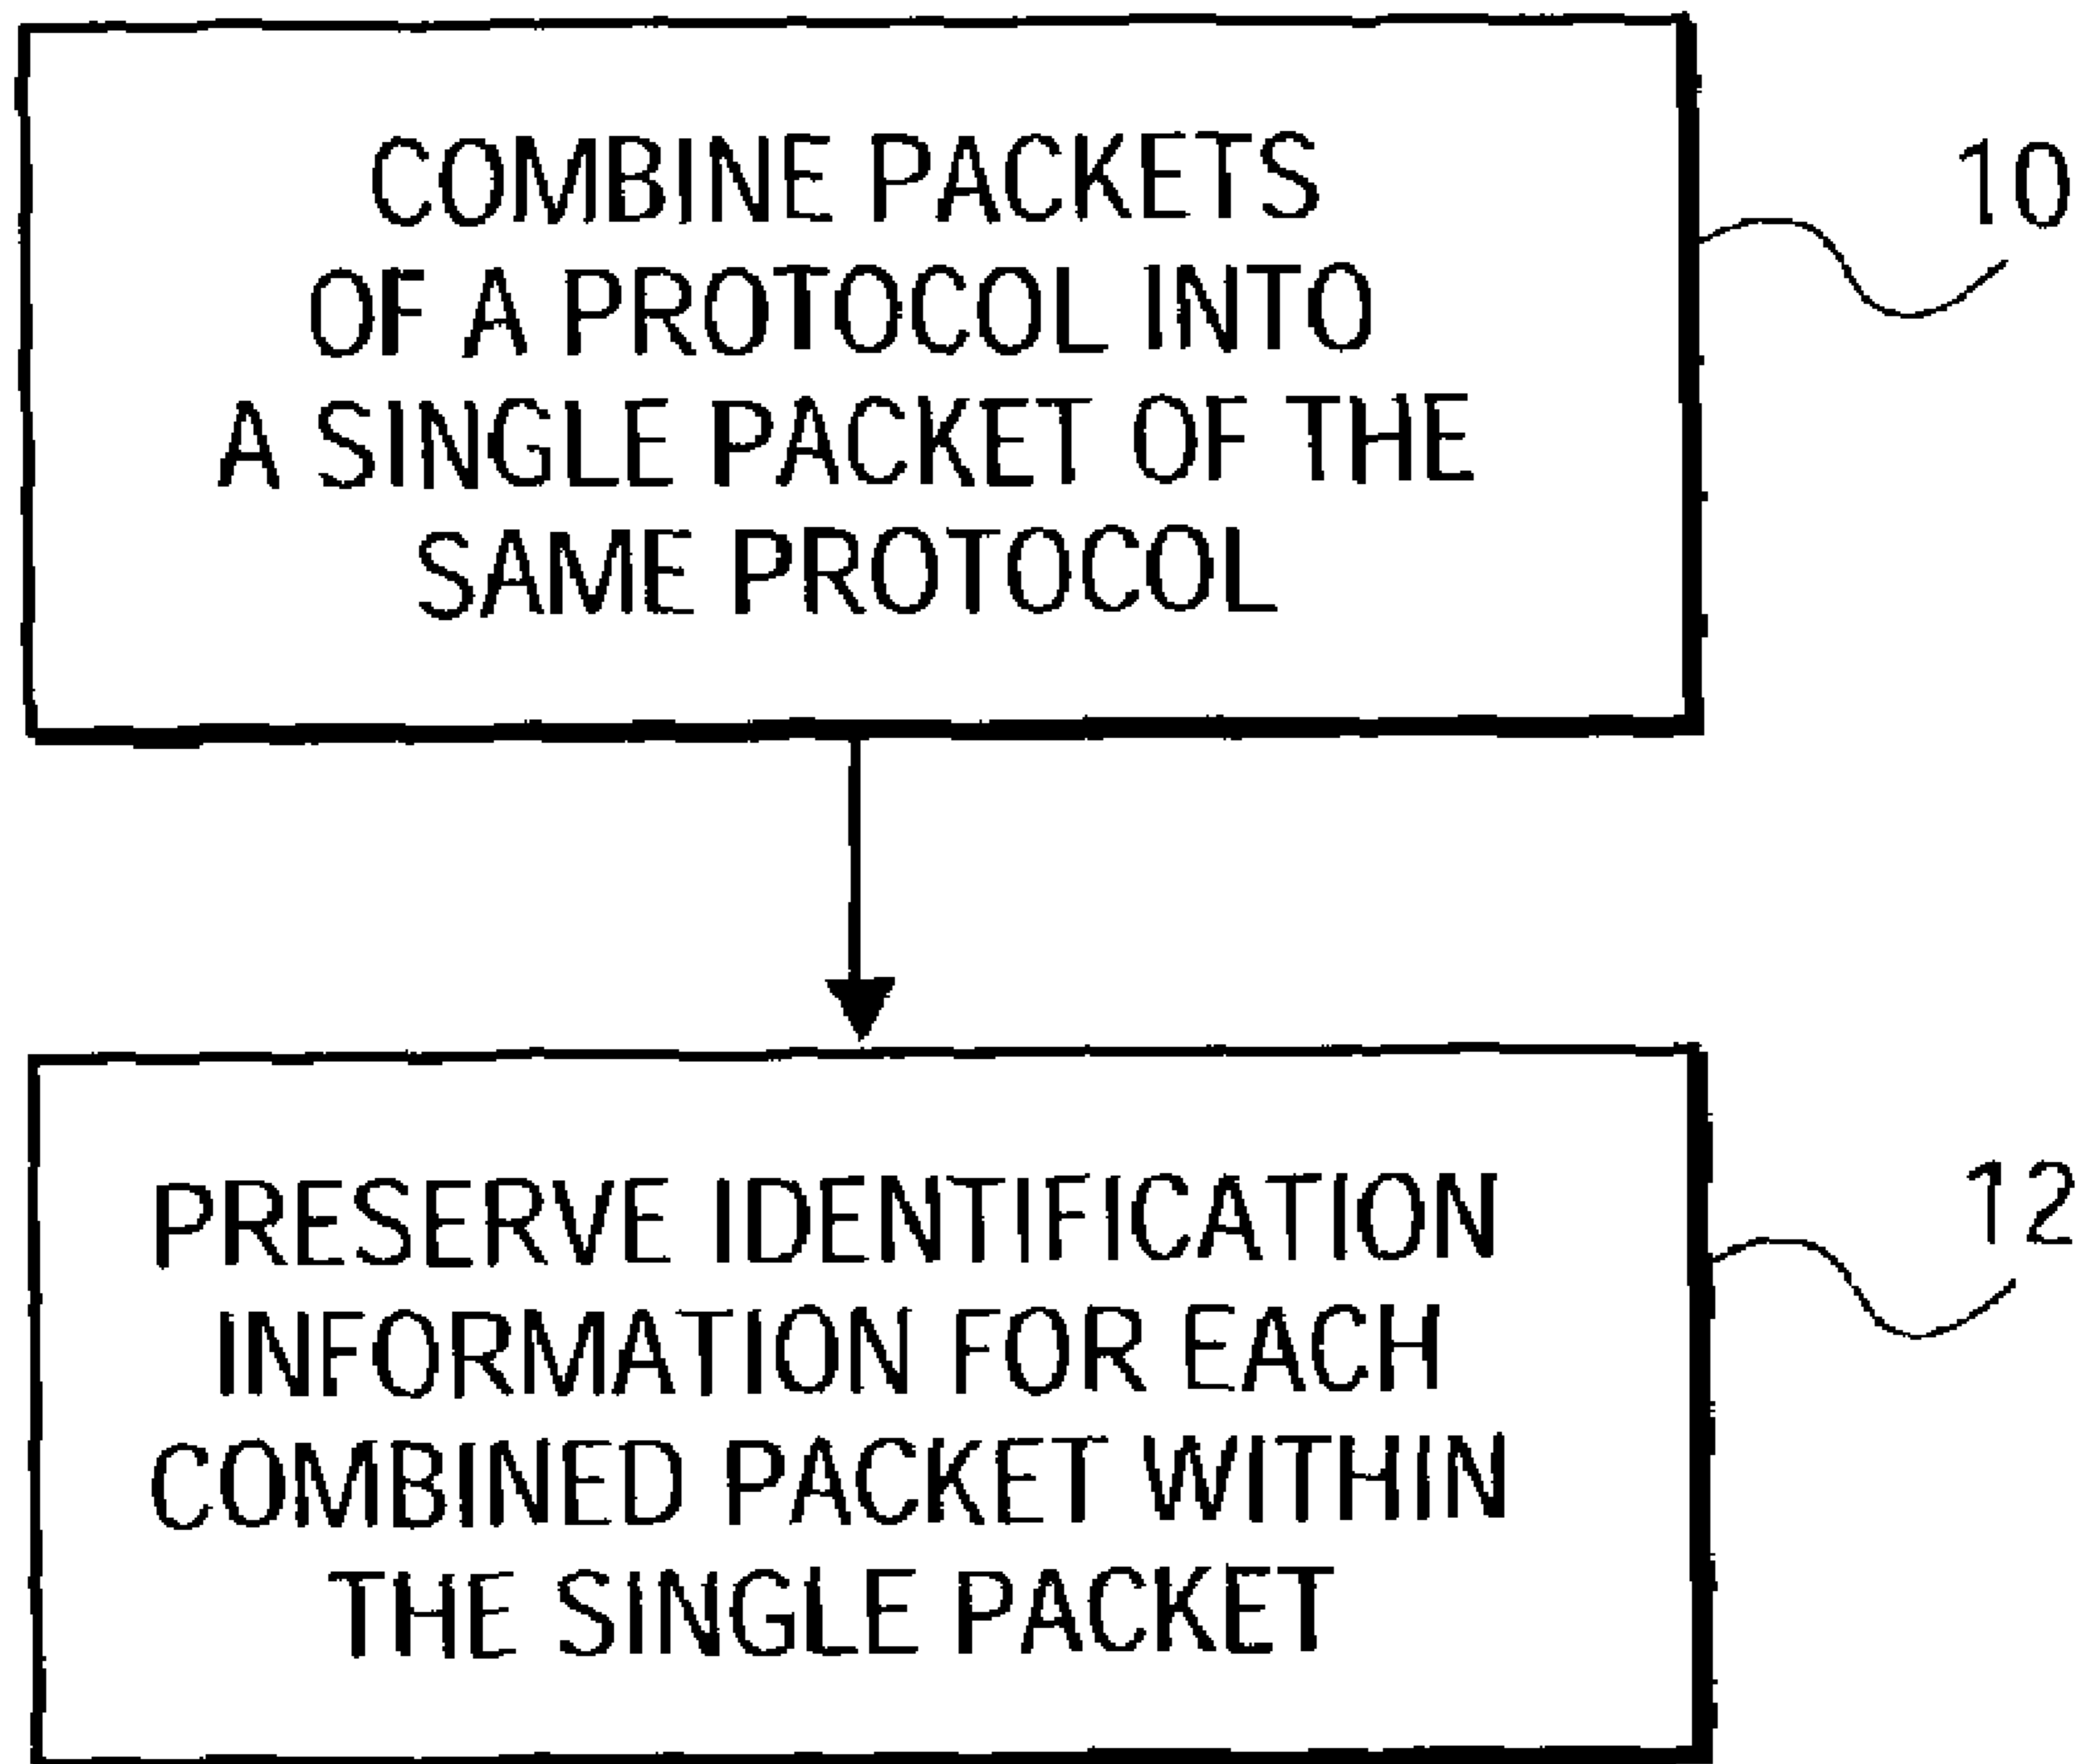 COMBINE PACKETS
OF A PROTOCOL INTO
A SINGLE PACKET OF THE
SAME PROTOCOL
10
PRESERVE IDENTIFICATION
INFORMATION FOR EACH
COMBINED PACKET WITHIN
THE SINGLE PACKET
12